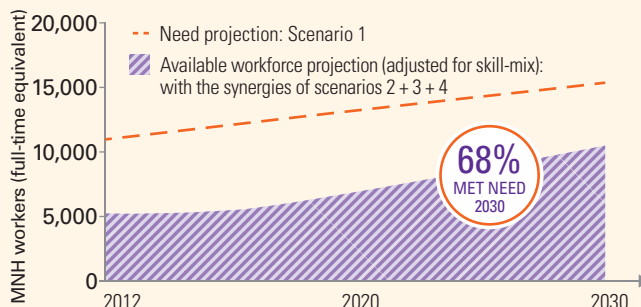 MNH workers (full-time equivalent)
20,000
15,000
10,000
5,000
0
Need projection: Scenario 1
Available workforce projection (adjusted for skill-mix):
with the synergies of scenarios 2 + 3 + 4
68%
MET NEED
2030
2012
2020
2030